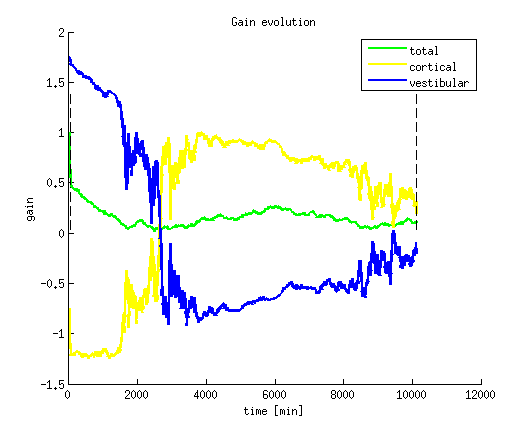 Gain evolution
total
cortical
vestibular
2
1.5
1
0.5
0
-0.5
-1
-1.5
gain
0 2000 4000 6000 8000 10000 12000
time [min]